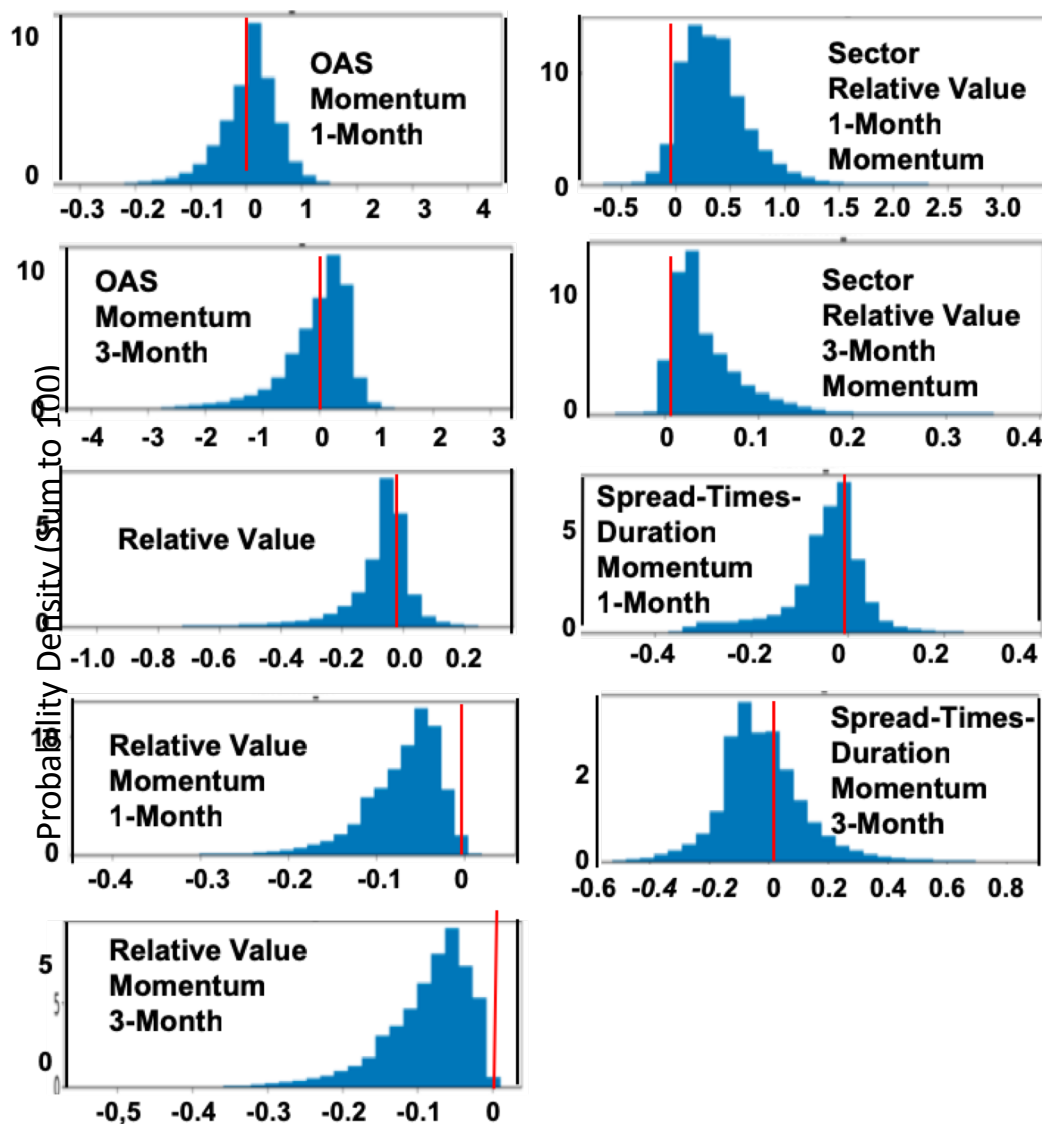 Probability Density (Sum to 100)
10
0
OAS
Momentum
1-Month
-0.3 -0.2 -0.1 0 1 2 3 4
10
0
Sector
Relative Value
1-Month
Momentum
-0.5 0 0.5 1.0 1.5 2.0 2.5 3.0
10
0
OAS
Momentum
3-Month
-4 -3 -2 -1 0 1 2 3
10
0
Sector
Relative Value
3-Month
Momentum
0 0.1 0.2 0.3 0.4
5
0
Relative Value
-1.0 -0.8 -0.6 -0.4 -0.2 0.0 0.2
5
0
Spread-Times-
Duration
Momentum
1-Month
-0.4 -0.2 0 0.2 0.4
10
0
Relative Value
Momentum
1-Month
-0.4 -0.3 -0.2 -0.1 0
2
0
Spread-Times-
Duration
Momentum
3-Month
-0.6 -0.4 -0.2 0 0.2 0.4 0.6 0.8
5
5
0
0
Relative Value
Momentum
3-Month
-0,5 -0.4 -0.3 -0.2 -0.1 0